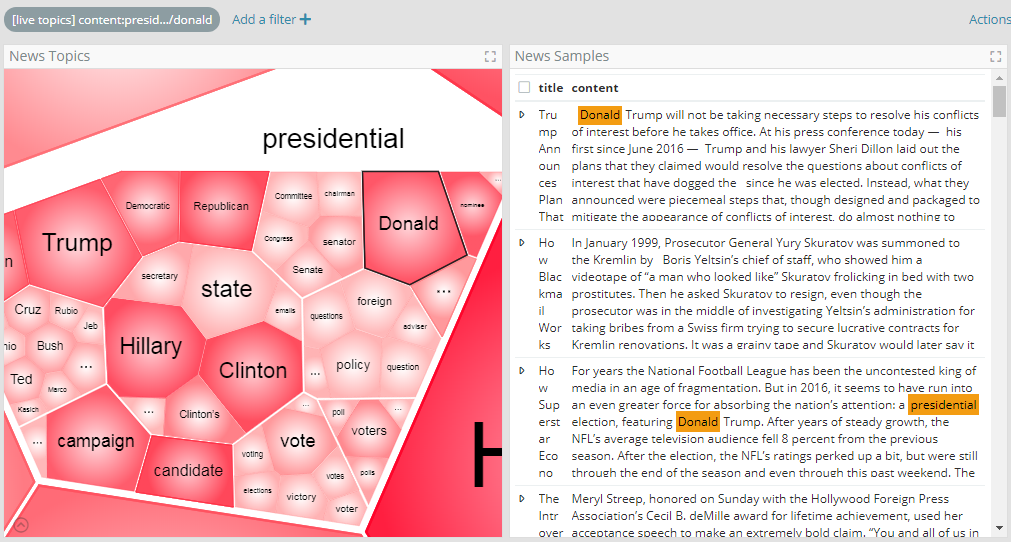 [live topics] content:presid.../donald
Add a filter +
Actions
News Topics
presidential
Democratic
Republican
Committee
chairman
Donald
nominee
...
Trump
Congress
senator
Senate
n
secretary
state
emails
foreign
...
questions
adviser
policy
question
...
Cruz
Rubio
Jeb
nio
Bush
Ted
Marco
...
Kasich
Hillary
Clinton
Clinton's
...
...
campaign
candidate
vote
...
poll
...
voters
voting
votes
polls
elections
victory
voter
H
News Samples
title content
Tru Donald Trump will not be taking necessary steps to resolve his conflicts
mp of interest before he takes office. At his press conference today — his
Ann first since June 2016 — Trump and his lawyer Sheri Dillon laid out the
oun plans that they claimed would resolve the questions about conflicts of
ces interest that have dogged the since he was elected. Instead, what they
Plan announced were piecemeal steps that, though designed and packaged to
That mitigate the appearance of conflicts of interest, do almost nothing to
Ho In January 1999, Prosecutor General Yury Skuratov was summoned to
w the Kremlin by Boris Yeltsin's chief of staff, who showed him a
Blac videotape of “a man who looked like” Skuratov frolicking in bed with two
kma prostitutes. Then he asked Skuratov to resign, even though the
il prosecutor was in the middle of investigating Yeltsin's administration for
Wor taking bribes from a Swiss firm trying to secure lucrative contracts for
ks Kremlin renovations. It was a grainy tape and Skuratov would later say it
Ho For years the National Football League has been the uncontested king of
w media in an age of fragmentation. But in 2016, it seems to have run into
Sup an even greater force for absorbing the nation's attention: a presidential
erst election, featuring Donald Trump. After years of steady growth, the
ar NFL's average television audience fell 8 percent from the previous
Eco season. After the election, the NFL's ratings perked up a bit, but were still
no through the end of the season and even through this past weekend. The
The Meryl Streep, honored on Sunday with the Hollywood Foreign Press
Intr Association's Cecil B. deMille award for lifetime achievement, used her
over acceptance speech to make an extremely bold claim. “You and all of us in